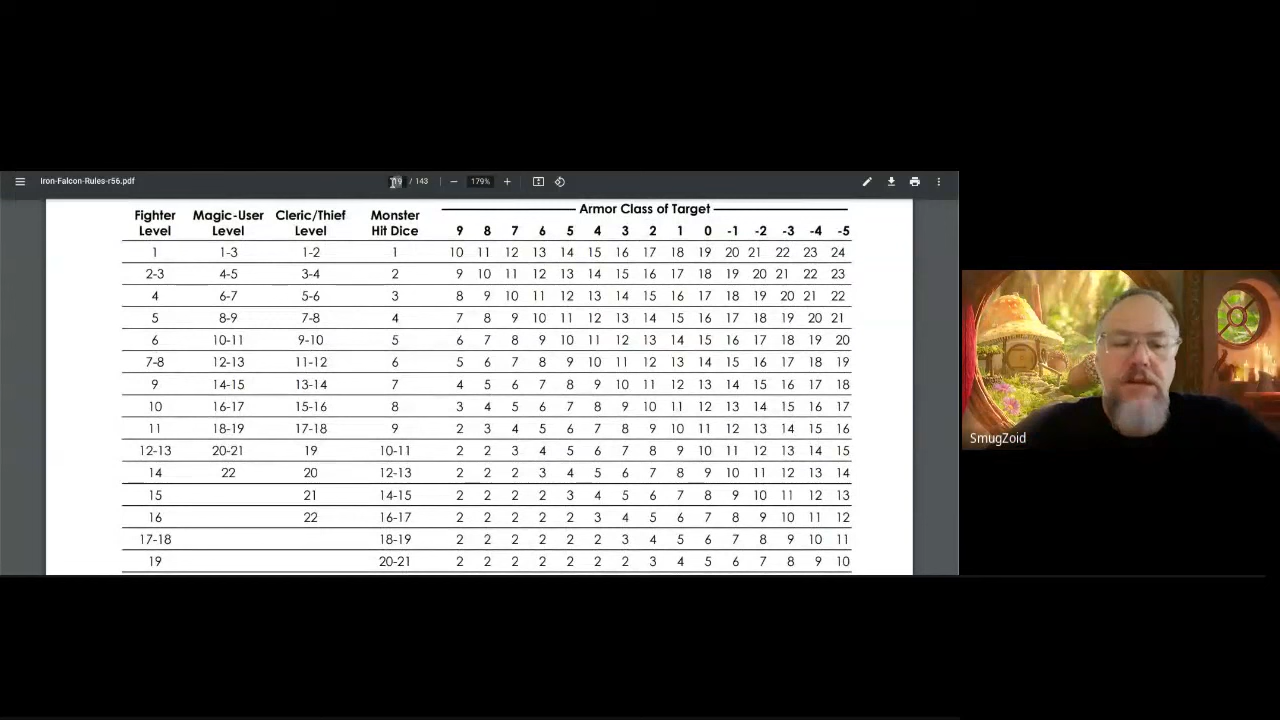 Iron-Falcon-Rules-r56.pdf 19 / 143 179%
Armor Class of Target
Fighter Level Magic-User Level Cleric/Thief Level Monster Hit Dice 9 8 7 6 5 4 3 2 1 0 -1 -2 -3 -4 -5
1 1-3 1-2 1 10 11 12 13 14 15 16 17 18 19 20 21 22 23 24
2-3 4-5 3-4 2 9 10 11 12 13 14 15 16 17 18 19 20 21 22 23
4 6-7 5-6 3 8 9 10 11 12 13 14 15 16 17 18 19 20 21 22
5 8-9 7-8 4 7 8 9 10 11 12 13 14 15 16 17 18 19 20 21
6 10-11 9-10 5 6 7 8 9 10 11 12 13 14 15 16 17 18 19 20
7-8 12-13 11-12 6 5 6 7 8 9 10 11 12 13 14 15 16 17 18 19
9 14-15 13-14 7 4 5 6 7 8 9 10 11 12 13 14 15 16 17 18
10 16-17 15-16 8 3 4 5 6 7 8 9 10 11 12 13 14 15 16 17
11 18-19 17-18 9 2 3 4 5 6 7 8 9 10 11 12 13 14 15 16
12-13 20-21 19 10-11 2 2 3 4 5 6 7 8 9 10 11 12 13 14 15
14 22 20 12-13 2 2 2 3 4 5 6 7 8 9 10 11 12 13 14
15 21 14-15 2 2 2 2 3 4 5 6 7 8 9 10 11 12 13
16 22 16-17 2 2 2 2 2 3 4 5 6 7 8 9 10 11 12
17-18 18-19 2 2 2 2 2 2 3 4 5 6 7 8 9 10 11
19 20-21 2 2 2 2 2 2 2 3 4 5 6 7 8 9 10
SmugZoid